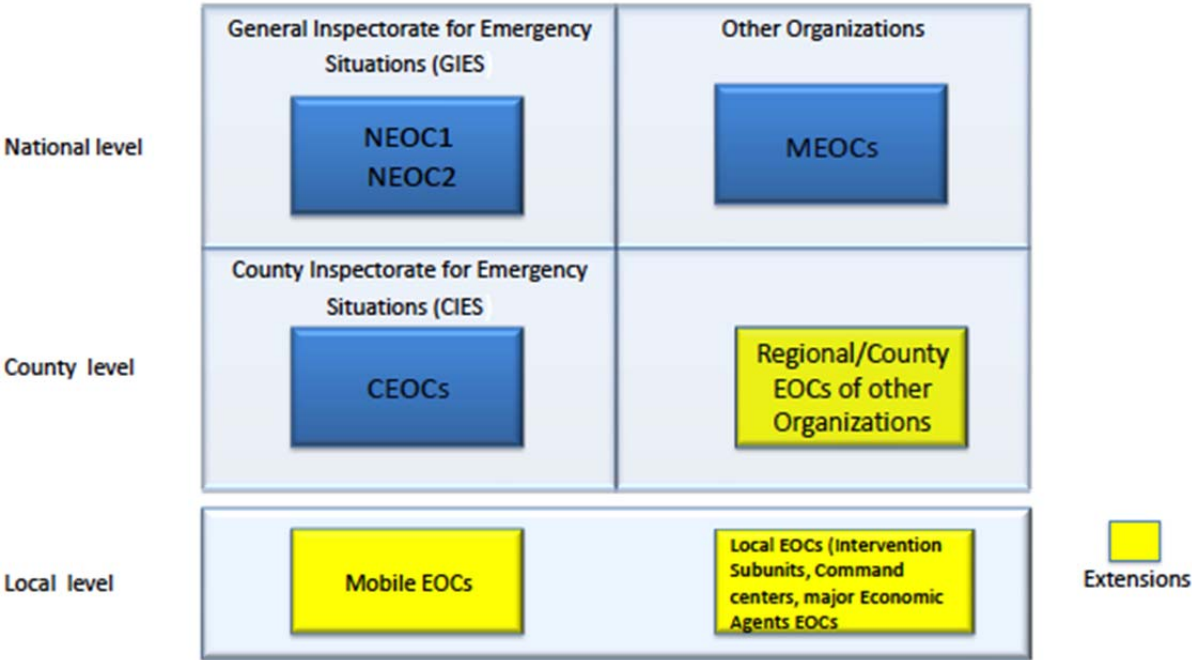 General Inspectorate for Emergency
Situations (GIES
Other Organizations
National level
NEOC1
NEOC2
MEOCs
County Inspectorate for Emergency
Situations (CIES
County level
CEOCs
Regional/County
EOCs of other
Organizations
Local level
Mobile EOCs
Local EOCs (Intervention
Subunits, Command
centers, major Economic
Agents EOCs
Extensions